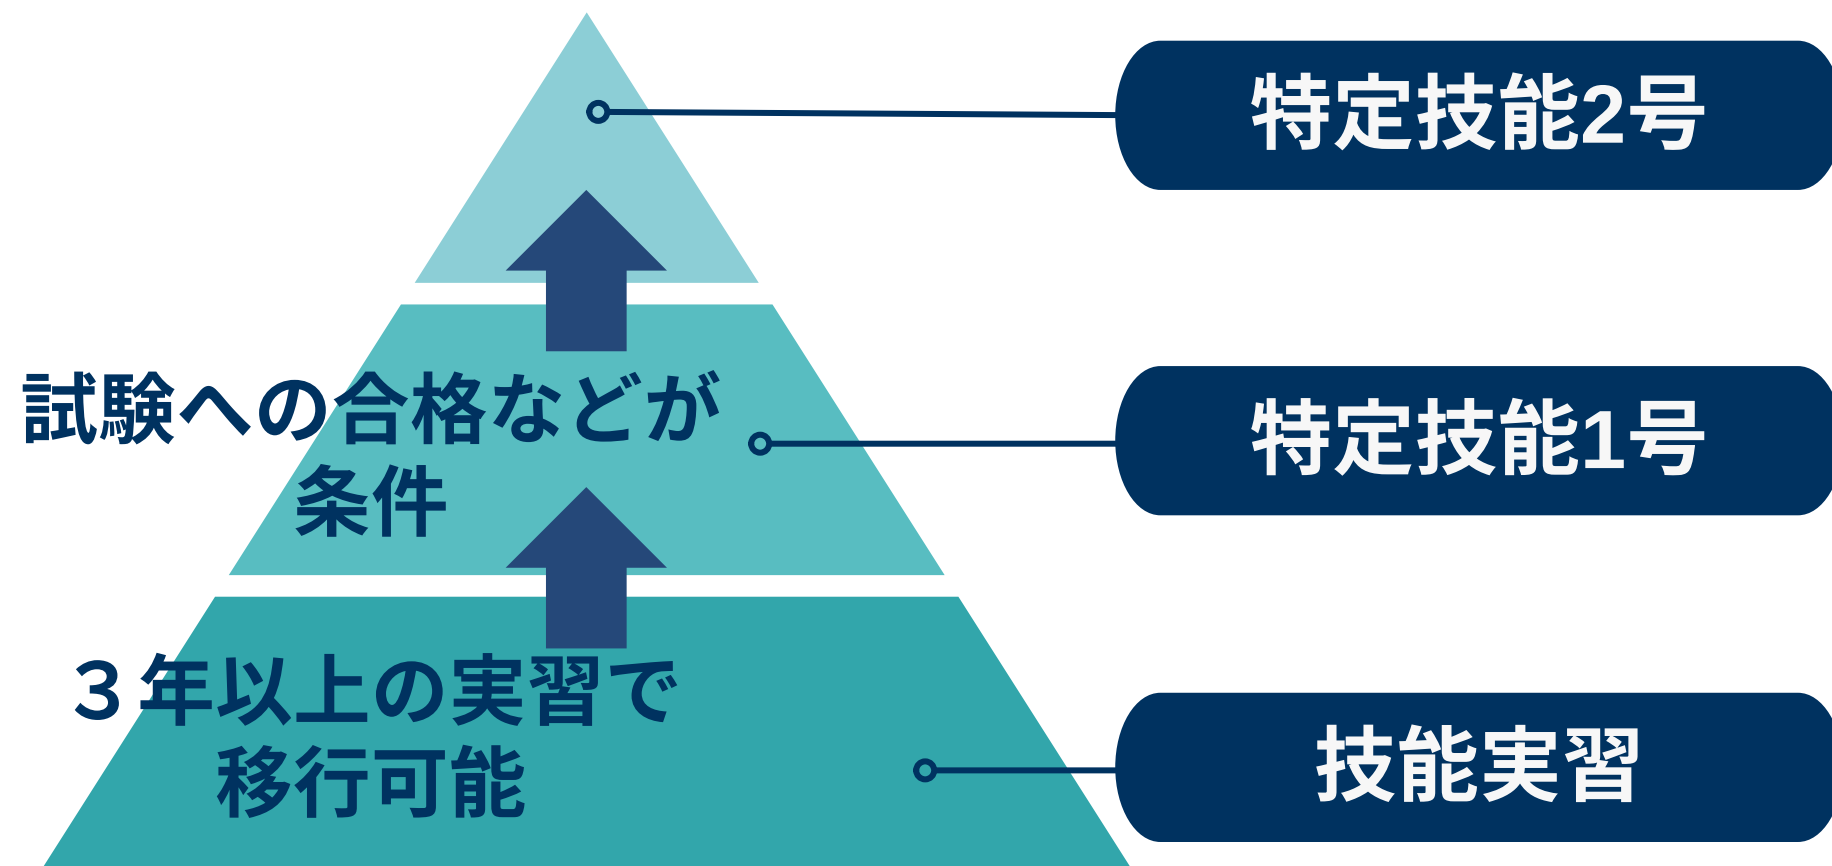 特定技能2号
試験への合格などが
条件
特定技能1号
３年以上の実習で
移行可能
技能実習